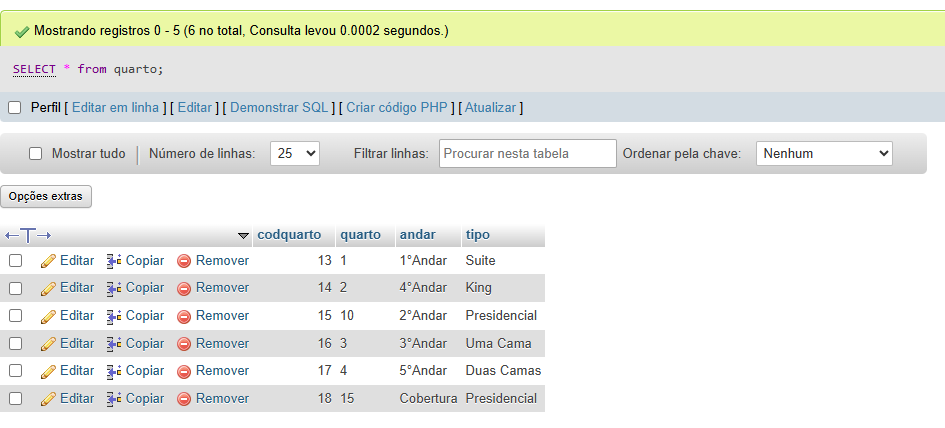 Mostrando registros 0 - 5 (6 no total, Consulta levou 0.0002 segundos.)
SELECT * from quarto;
Perfil [ Editar em linha ] [ Editar ] [ Demonstrar SQL ] [ Criar código PHP ] [ Atualizar ]
Mostrar tudo | Número de linhas: 25 Filtrar linhas: Procurar nesta tabela Ordenar pela chave: Nenhum
Opções extras
codquarto quarto andar tipo
Editar Copiar Remover 13 1 1°Andar Suite
Editar Copiar Remover 14 2 4°Andar King
Editar Copiar Remover 15 10 2°Andar Presidencial
Editar Copiar Remover 16 3 3°Andar Uma Cama
Editar Copiar Remover 17 4 5°Andar Duas Camas
Editar Copiar Remover 18 15 Cobertura Presidencial